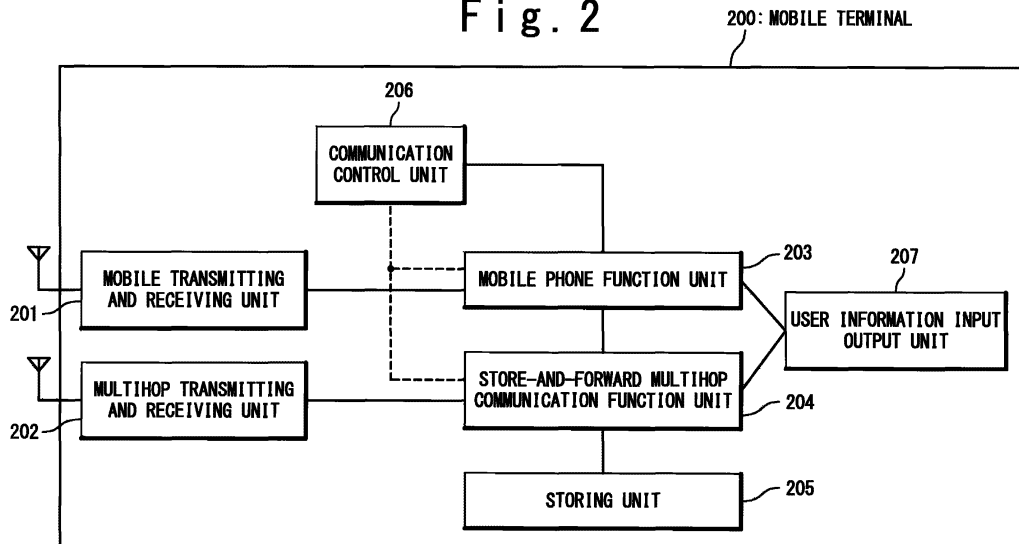 Fig. 2
200: MOBILE TERMINAL
206
COMMUNICATION
CONTROL UNIT
203
MOBILE PHONE FUNCTION UNIT
207
MOBILE TRANSMITTING
AND RECEIVING UNIT
201
USER INFORMATION INPUT
OUTPUT UNIT
STORE-AND-FORWARD MULTIHOP
COMMUNICATION FUNCTION UNIT
204
MULTIHOP TRANSMITTING
AND RECEIVING UNIT
202
STORING UNIT
205